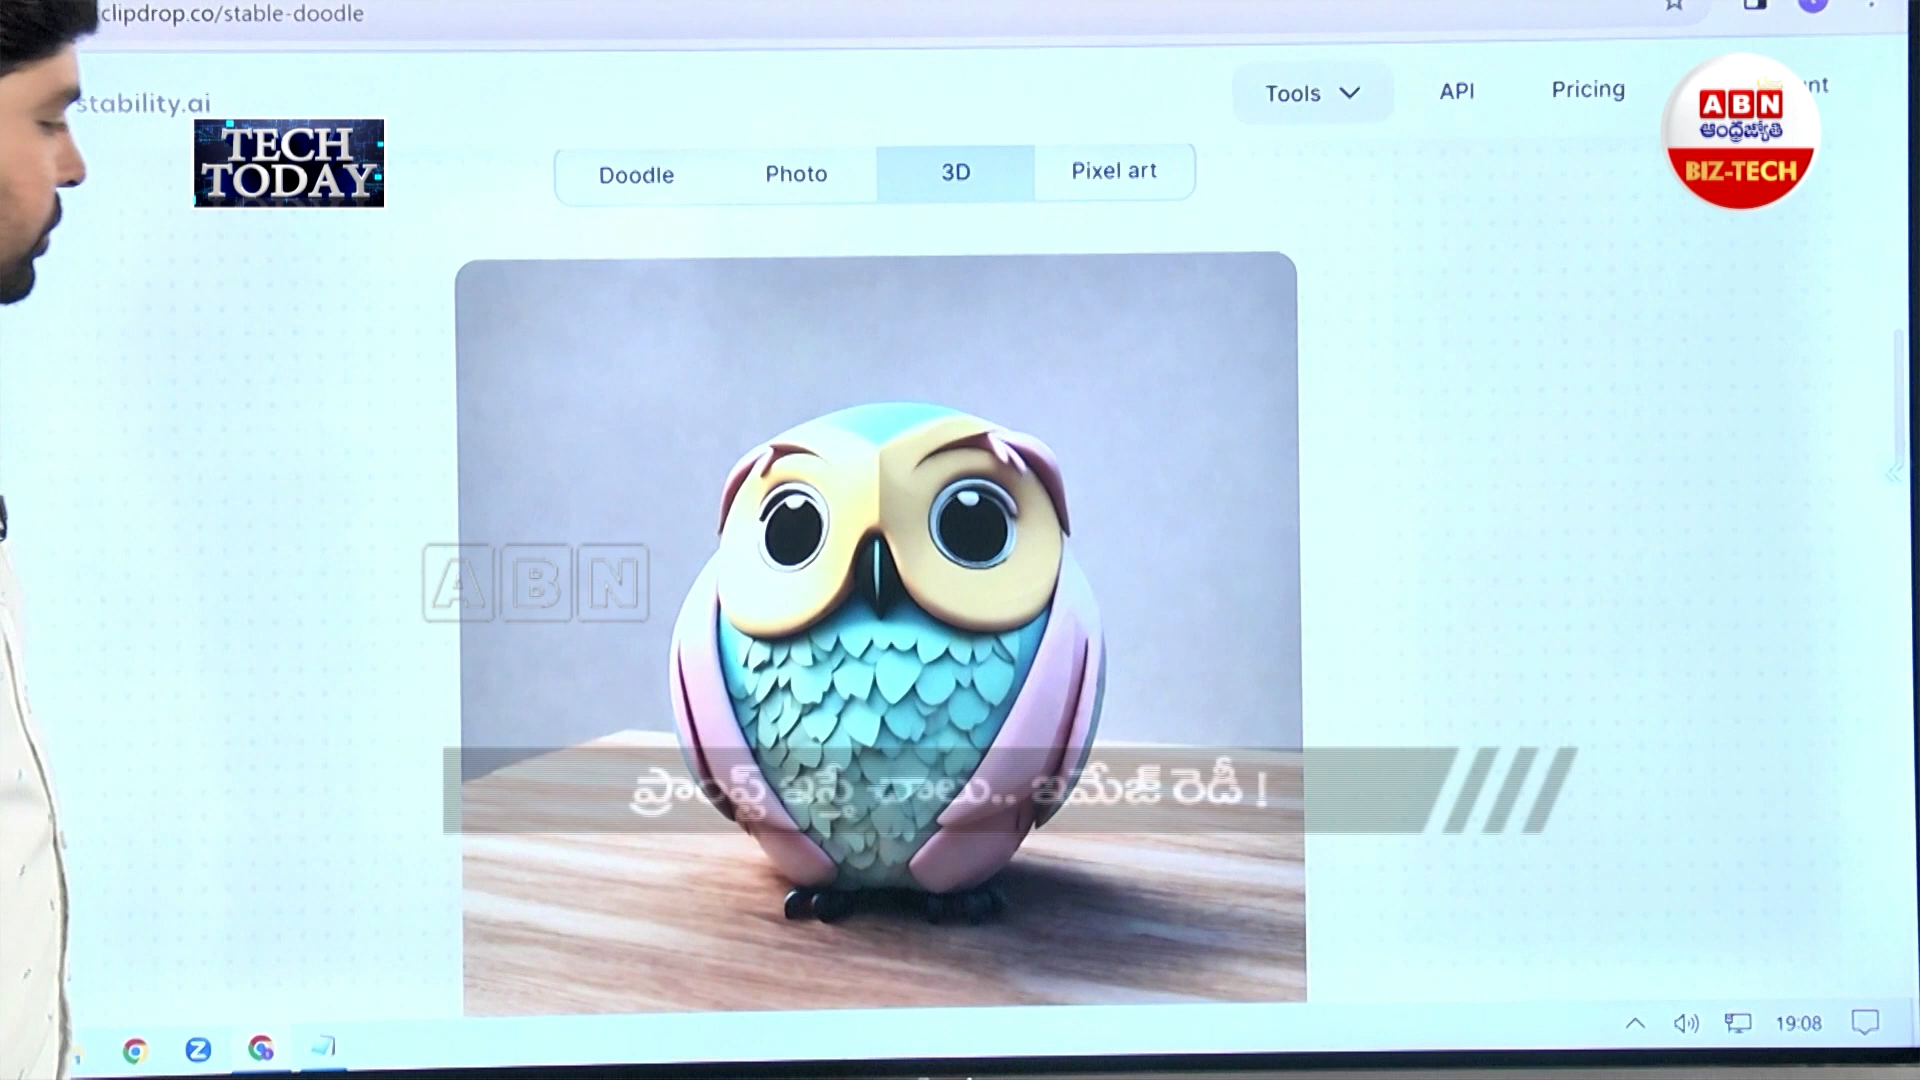 clipdrop.co/stable-doodle
stability.ai
Tools
API
Pricing
TECH
TODAY
ABN
ఆంధ్రజ్యోతి
BIZ-TECH
Doodle
Photo
3D
Pixel art
ABN
ప్రాంప్ట్ ఇస్తే చాలు.. ఇమేజ్ రెడీ !
19:08